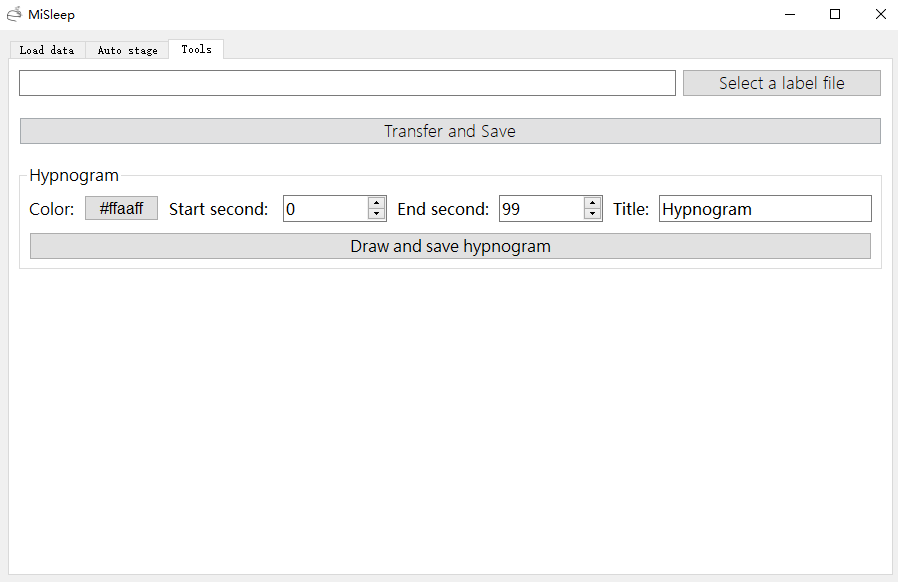 MiSleep
Load data Auto stage Tools
Select a label file
Transfer and Save
Hypnogram
Color: #ffaaff Start second: 0 End second: 99 Title: Hypnogram
Draw and save hypnogram